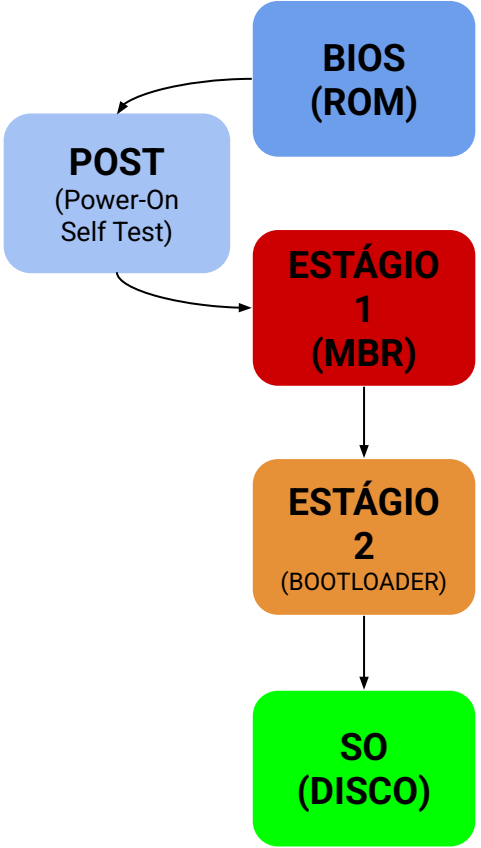 BIOS
(ROM)
POST
(Power-On
Self Test)
ESTÁGIO
1
(MBR)
ESTÁGIO
2
(BOOTLOADER)
SO
(DISCO)